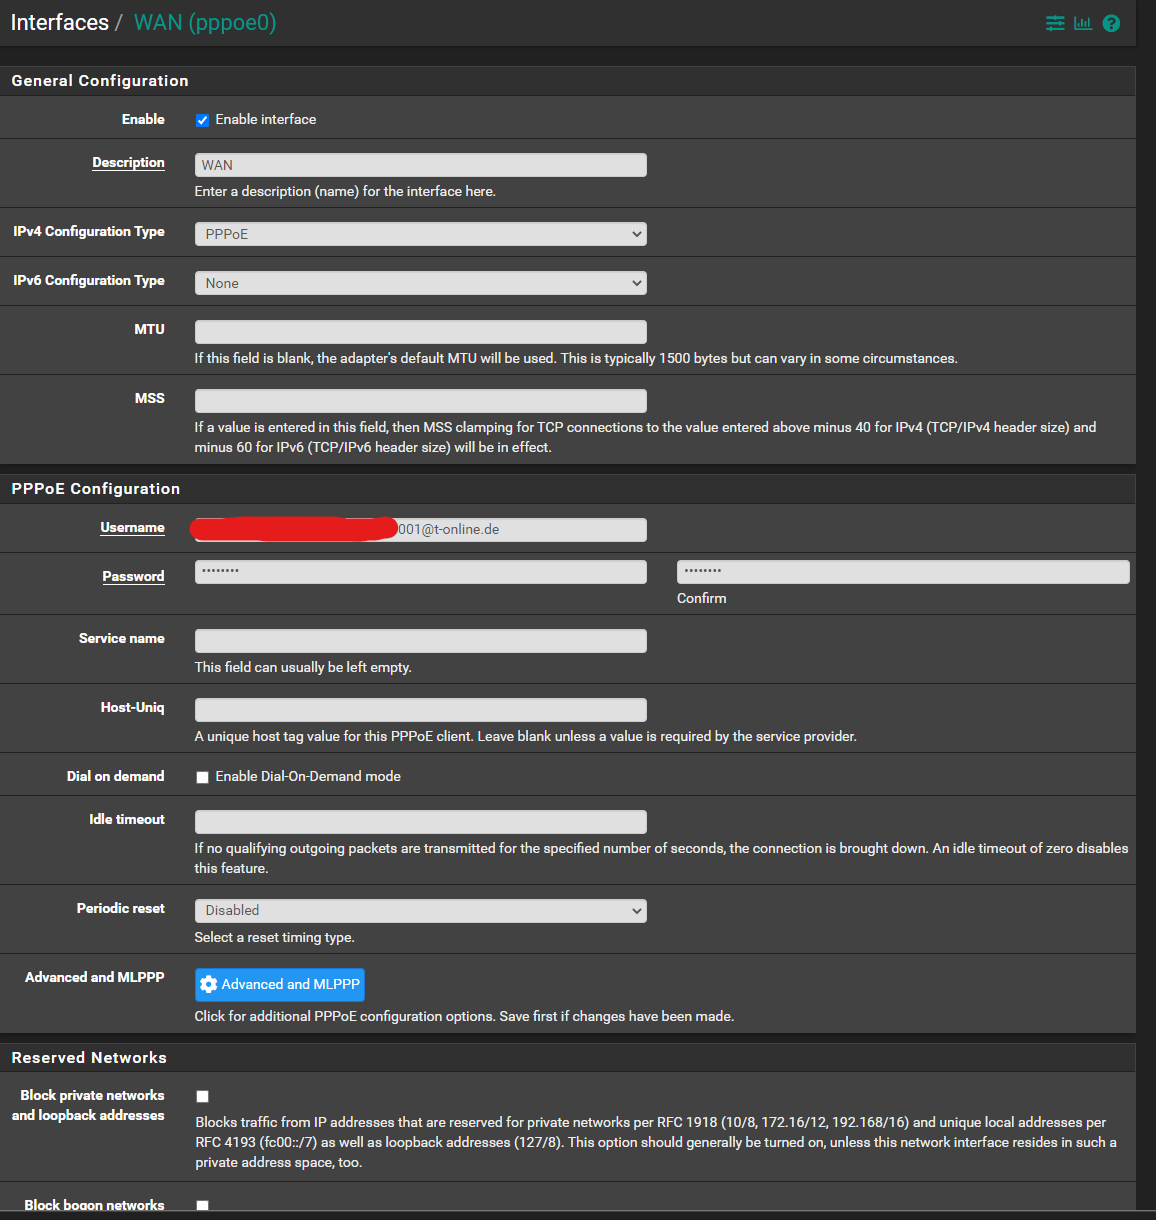 Interfaces / WAN (pppoe0)
General Configuration
Enable
Enable interface
Description
WAN
Enter a description (name) for the interface here.
IPv4 Configuration Type
PPPoE
IPv6 Configuration Type
None
MTU
If this field is blank, the adapter's default MTU will be used. This is typically 1500 bytes but can vary in some circumstances.
MSS
If a value is entered in this field, then MSS clamping for TCP connections to the value entered above minus 40 for IPv4 (TCP/IPv4 header size) and
minus 60 for IPv6 (TCP/IPv6 header size) will be in effect.
PPPoE Configuration
Username
001@t-online.de
Password
••••••••
••••••••
Confirm
Service name
This field can usually be left empty.
Host-Uniq
A unique host tag value for this PPPoE client. Leave blank unless a value is required by the service provider.
Dial on demand
Enable Dial-On-Demand mode
Idle timeout
If no qualifying outgoing packets are transmitted for the specified number of seconds, the connection is brought down. An idle timeout of zero disables
this feature.
Periodic reset
Disabled
Select a reset timing type.
Advanced and MLPPP
Advanced and MLPPP
Click for additional PPPoE configuration options. Save first if changes have been made.
Reserved Networks
Block private networks
and loopback addresses
Blocks traffic from IP addresses that are reserved for private networks per RFC 1918 (10/8, 172.16/12, 192.168/16) and unique local addresses per
RFC 4193 (fc00::/7) as well as loopback addresses (127/8). This option should generally be turned on, unless this network interface resides in such a
private address space, too.
Block bogon networks